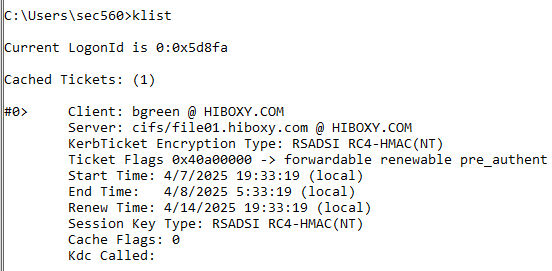 C:\Users\sec560>klist
Current LogonId is 0:0x5d8fa
Cached Tickets: (1)
#0> Client: bgreen @ HIBOXY.COM
Server: cifs/file01.hiboxy.com @ HIBOXY.COM
KerbTicket Encryption Type: RSADSI RC4-HMAC(NT)
Ticket Flags 0x40a00000 -> forwardable renewable pre_authent
Start Time: 4/7/2025 19:33:19 (local)
End Time: 4/8/2025 5:33:19 (local)
Renew Time: 4/14/2025 19:33:19 (local)
Session Key Type: RSADSI RC4-HMAC(NT)
Cache Flags: 0
Kdc Called: